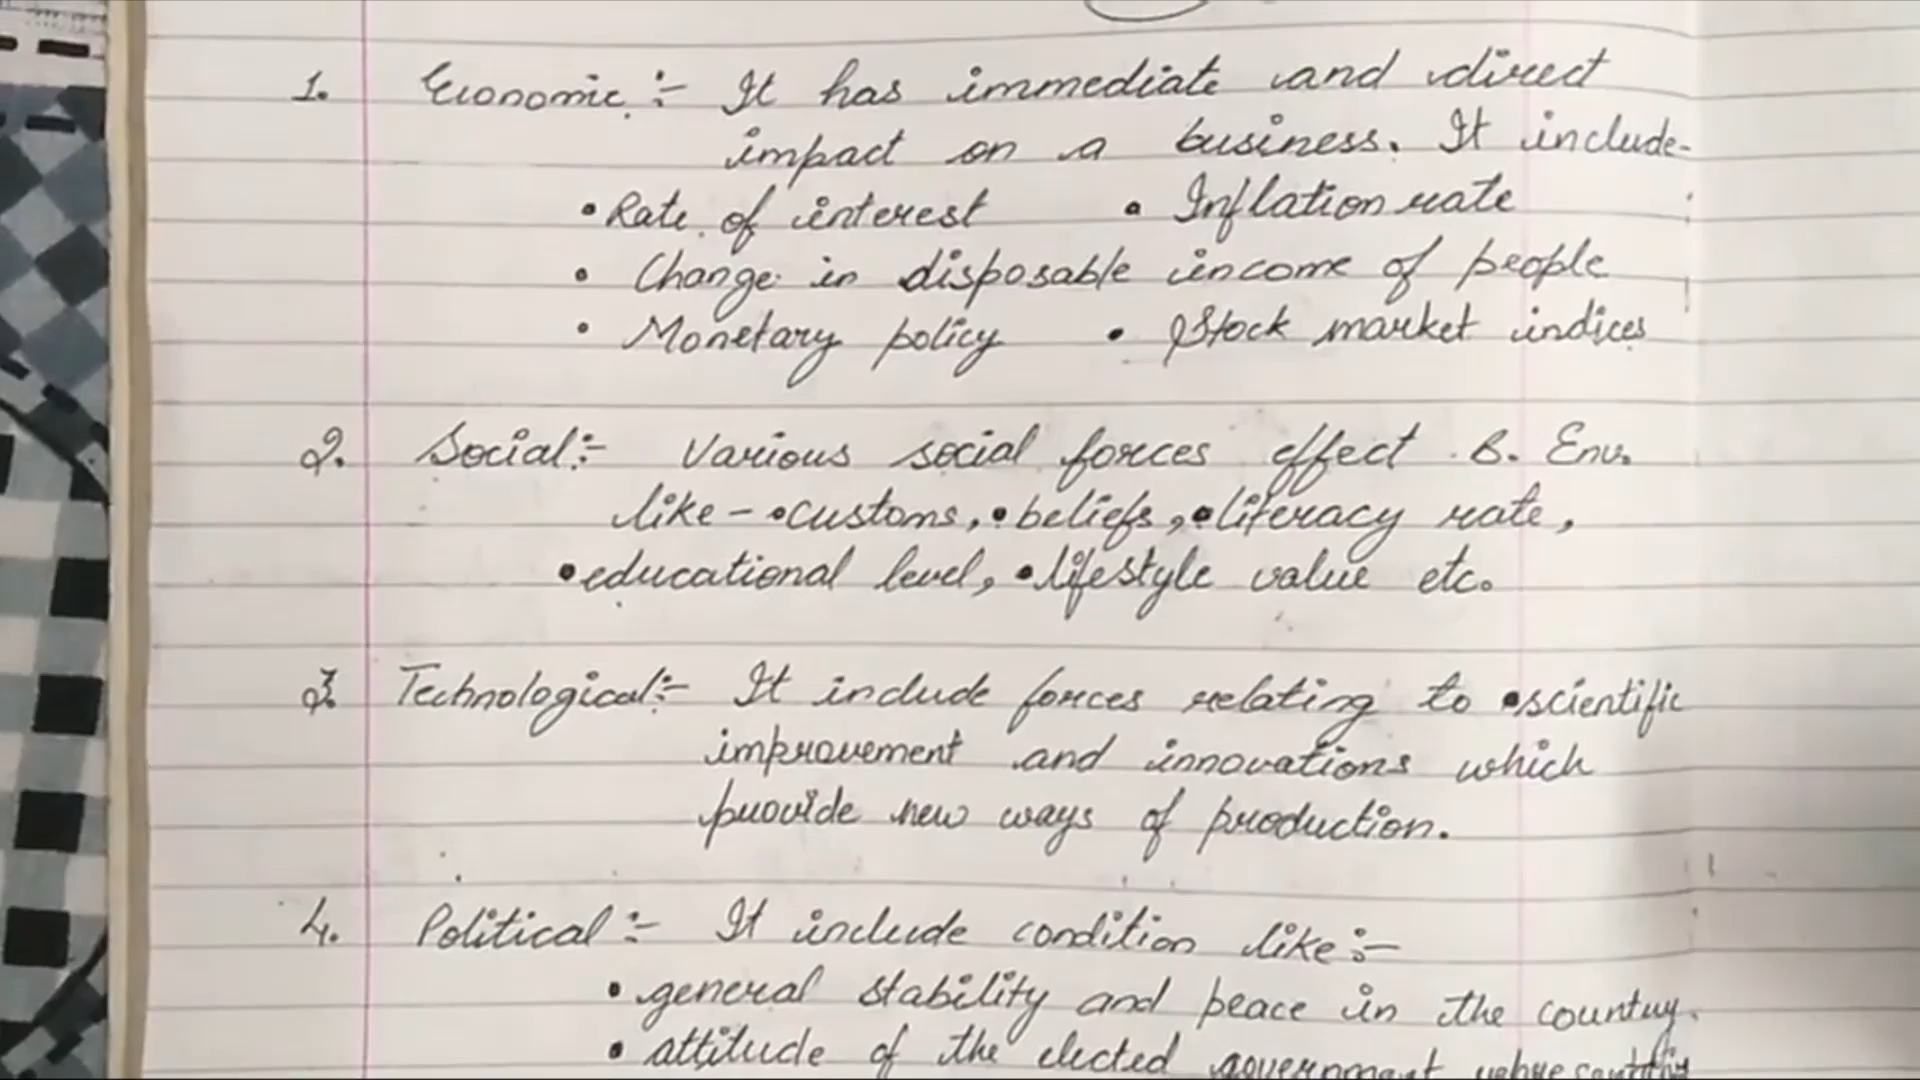 1. Economic :- It has immediate and direct
impact on a business. It include-
• Rate of interest • Inflation rate
• Change in disposable income of people
• Monetary policy • Stock market indices
2. Social:- Various social forces effect B. Env.
like - • customs, • beliefs, • literacy rate,
• educational level, • lifestyle value etc.
3. Technological:- It include forces relating to • scientific
improvement and innovations which
provide new ways of production.
4. Political :- It include condition like :-
• general stability and peace in the country.
• attitude of the elected government